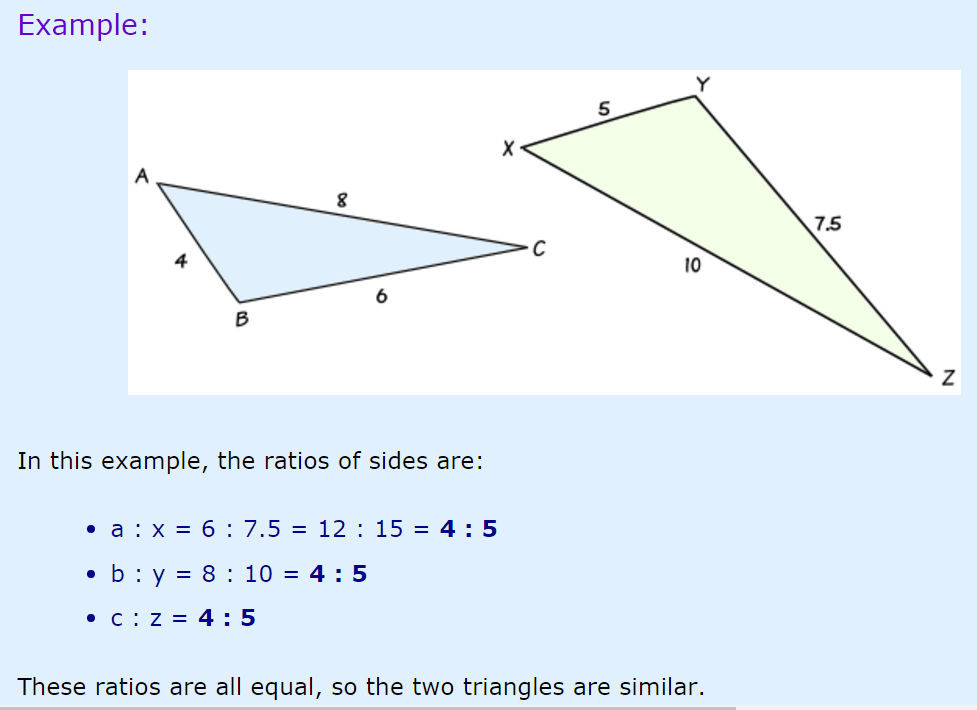 Example:
Y
5
X
A
8
7.5
C
4
10
6
B
Z
In this example, the ratios of sides are:
• a : x = 6 : 7.5 = 12 : 15 = 4 : 5
• b : y = 8 : 10 = 4 : 5
• c : z = 4 : 5
These ratios are all equal, so the two triangles are similar.